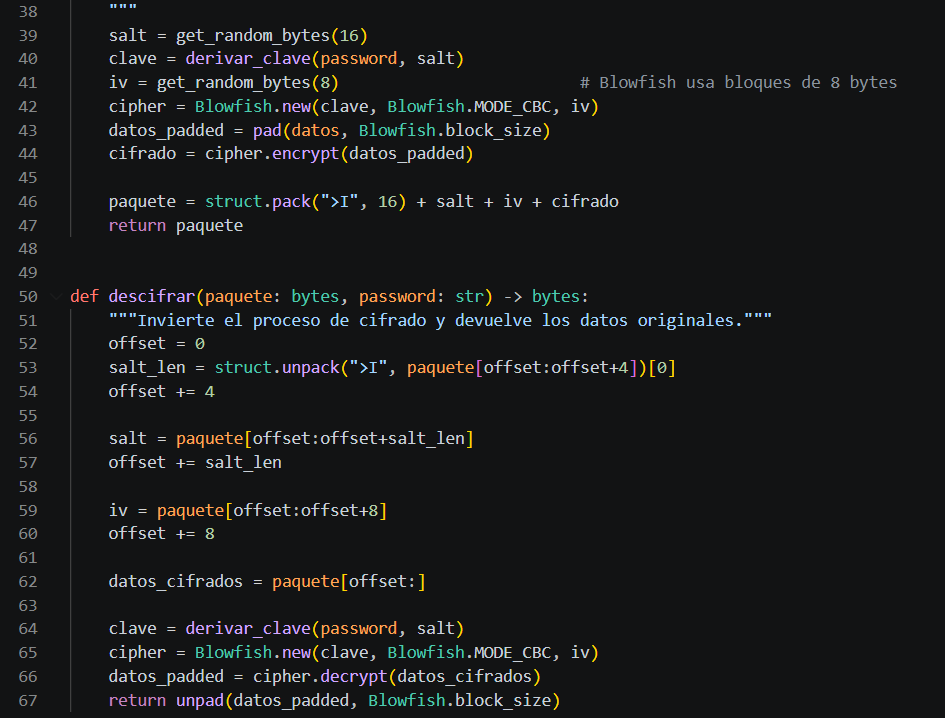 38 """
39 salt = get_random_bytes(16)
40 clave = derivar_clave(password, salt)
41 iv = get_random_bytes(8) # Blowfish usa bloques de 8 bytes
42 cipher = Blowfish.new(clave, Blowfish.MODE_CBC, iv)
43 datos_padded = pad(datos, Blowfish.block_size)
44 cifrado = cipher.encrypt(datos_padded)
45
46 paquete = struct.pack(">I", 16) + salt + iv + cifrado
47 return paquete
48
49
50 def descifrar(paquete: bytes, password: str) -> bytes:
51 """Invierte el proceso de cifrado y devuelve los datos originales."""
52 offset = 0
53 salt_len = struct.unpack(">I", paquete[offset:offset+4])[0]
54 offset += 4
55
56 salt = paquete[offset:offset+salt_len]
57 offset += salt_len
58
59 iv = paquete[offset:offset+8]
60 offset += 8
61
62 datos_cifrados = paquete[offset:]
63
64 clave = derivar_clave(password, salt)
65 cipher = Blowfish.new(clave, Blowfish.MODE_CBC, iv)
66 datos_padded = cipher.decrypt(datos_cifrados)
67 return unpad(datos_padded, Blowfish.block_size)